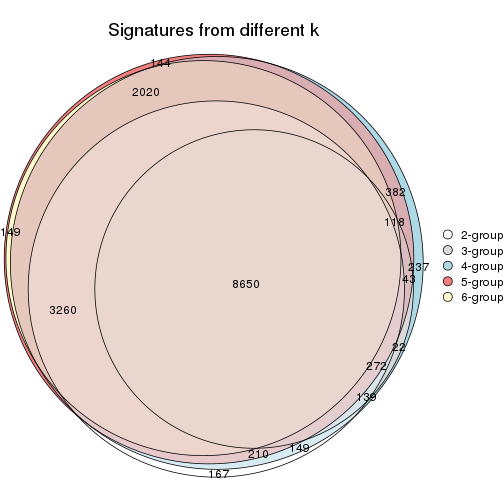 Signatures from different k
144
2020
382
118
149
237
43
8650
3260
22
272
139
149
210
167
2-group
3-group
4-group
5-group
6-group